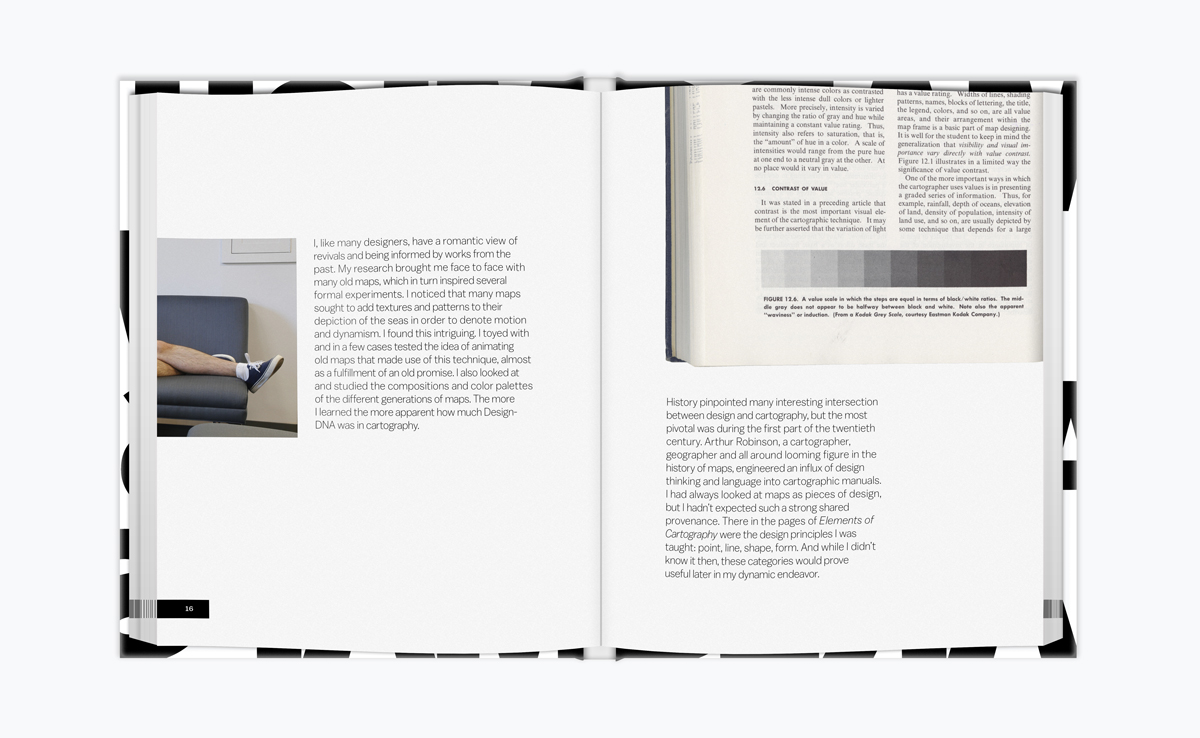 I, like many designers, have a romantic view of
revivals and being informed by works from the
past. My research brought me face to face with
many old maps, which in turn inspired several
formal experiments. I noticed that many maps
sought to add textures and patterns to their
depiction of the seas in order to denote motion
and dynamism. I found this intriguing. I toyed with
and in a few cases tested the idea of animating
old maps that made use of this technique, almost
as a fulfillment of an old promise. I also looked at
and studied the compositions and color palettes
of the different generations of maps. The more
I learned the more apparent how much Design-
DNA was in cartography.
16
are commonly intense colors as contrasted
with the less intense dull colors or lighter
pastels. More precisely, intensity is varied
by changing the ratio of gray and hue while
maintaining a constant value rating. Thus,
intensity also refers to saturation, that is,
the "amount" of hue in a color. A scale of
intensities would range from the pure hue
at one end to a neutral gray at the other. At
no place would it vary in value.
12.6 CONTRAST OF VALUE
It was stated in a preceding article that
contrast is the most important visual ele-
ment of the cartographic technique. It may
be further asserted that the variation of light
has a value rating. Widths of lines, shading
patterns, names, blocks of lettering, the title,
the legend, colors, and so on, are all value
areas, and their arrangement within the
map frame is a basic part of map designing.
It is well for the student to keep in mind the
generalization that visibility and visual im-
portance vary directly with value contrast.
Figure 12.1 illustrates in a limited way the
significance of value contrast.
One of the more important ways in which
the cartographer uses values is in presenting
a graded series of information. Thus, for
example, rainfall, depth of oceans, elevation
of land, density of population, intensity of
land use, and so on, are usually depicted by
some technique that depends for a large
FIGURE 12.6. A value scale in which the steps are equal in terms of black/white ratios. The mid-
dle grey does not appear to be halfway between black and white. Note also the apparent
"waviness" or induction. (From a Kodak Grey Scale, courtesy Eastman Kodak Company.)
History pinpointed many interesting intersection
between design and cartography, but the most
pivotal was during the first part of the twentieth
century. Arthur Robinson, a cartographer,
geographer and all around looming figure in the
history of maps, engineered an influx of design
thinking and language into cartographic manuals.
I had always looked at maps as pieces of design,
but I hadn't expected such a strong shared
provenance. There in the pages of Elements of
Cartography were the design principles I was
taught: point, line, shape, form. And while I didn't
know it then, these categories would prove
useful later in my dynamic endeavor.